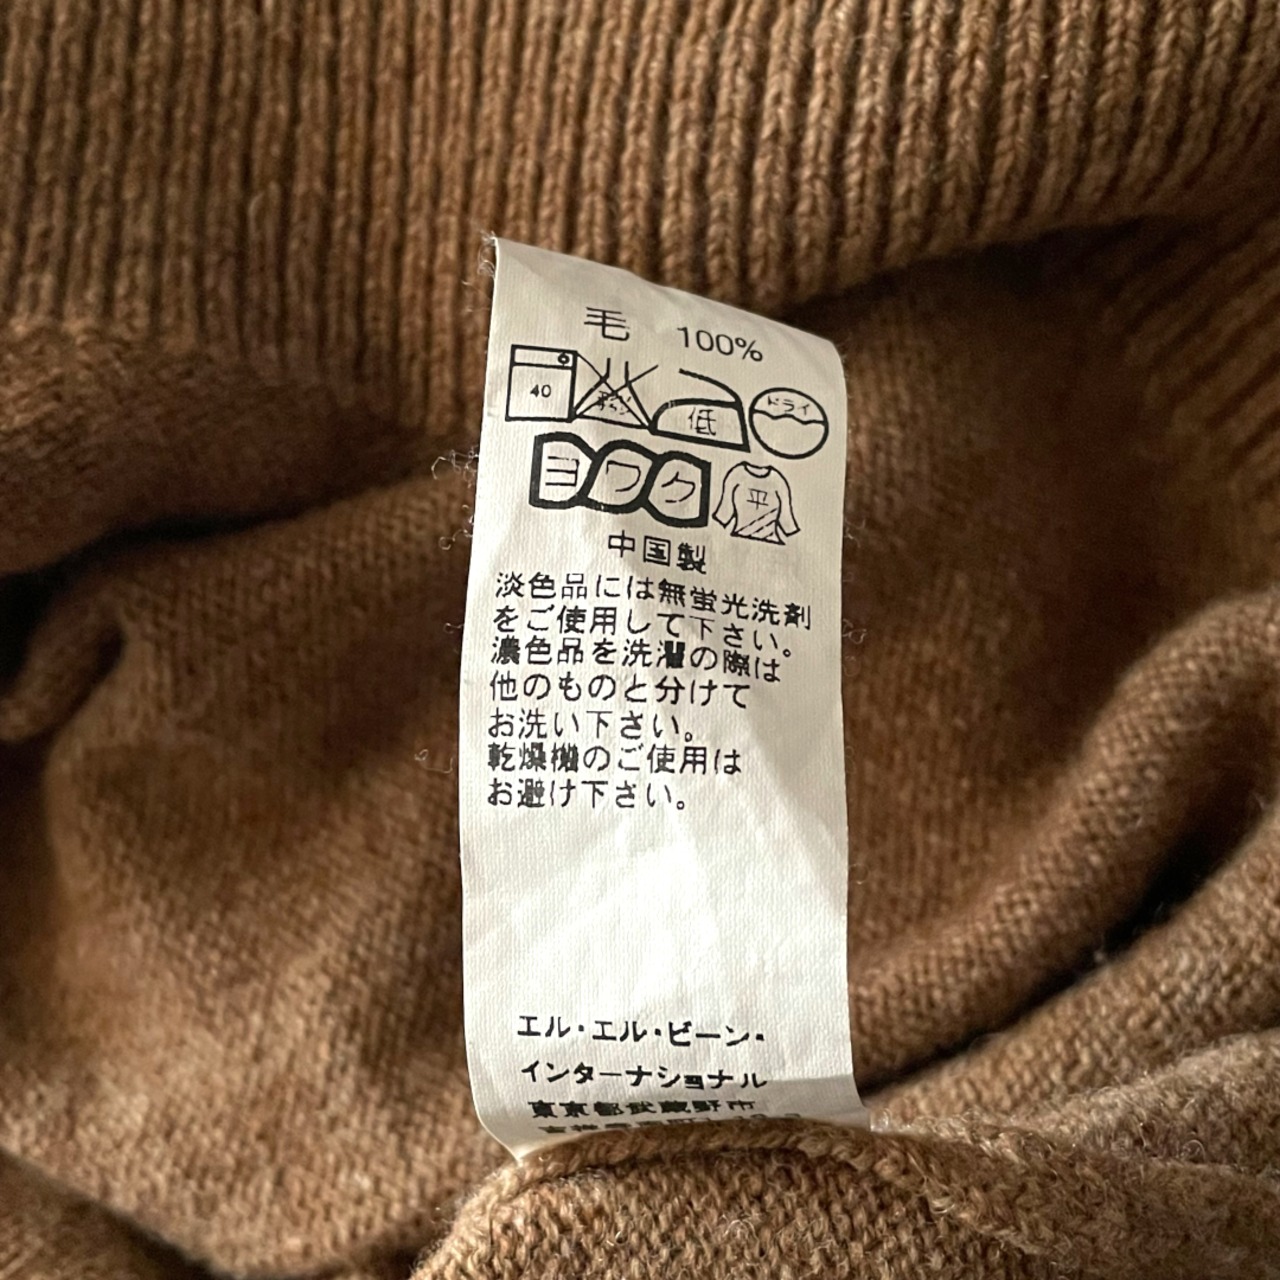 毛 100%
40 低 ドライ
ヨワク 平
中国製
淡色品には無蛍光洗剤
をご使用して下さい。
濃色品を洗濯の際は
他のものと分けて
お洗い下さい。
乾燥機のご使用は
お避け下さい。
エル・エル・ビーン・
インターナショナル
東京都武蔵野市